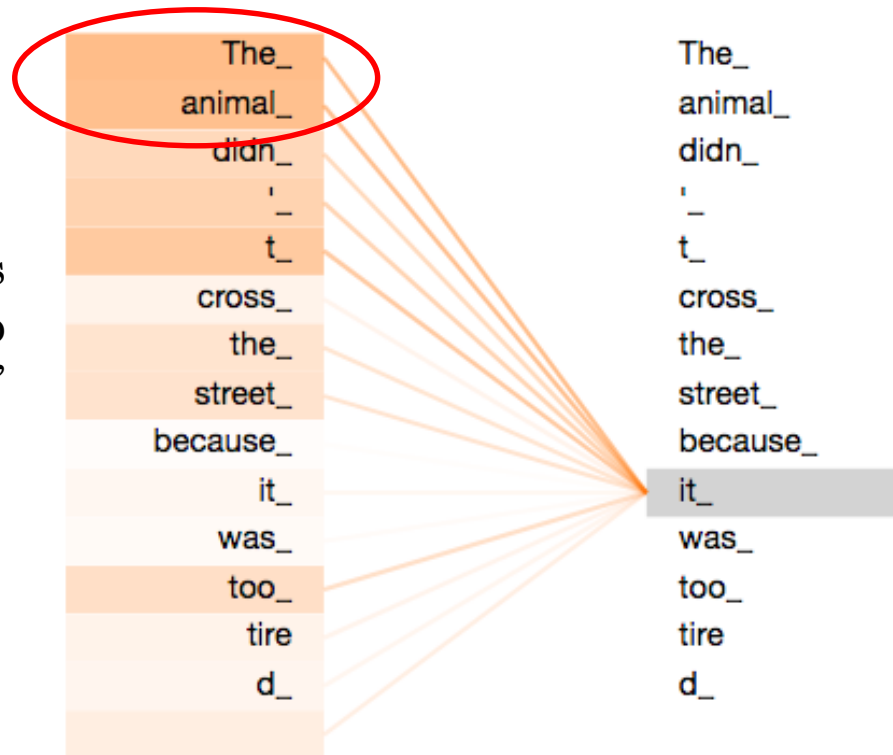 The_ The_
animal_ animal_
didn_ didn_
'_ '_
t_ t_
cross_ cross_
the_ the_
street_ street_
because_ because_
it_ it_
was_ was_
too_ too_
tire tire
d_ d_